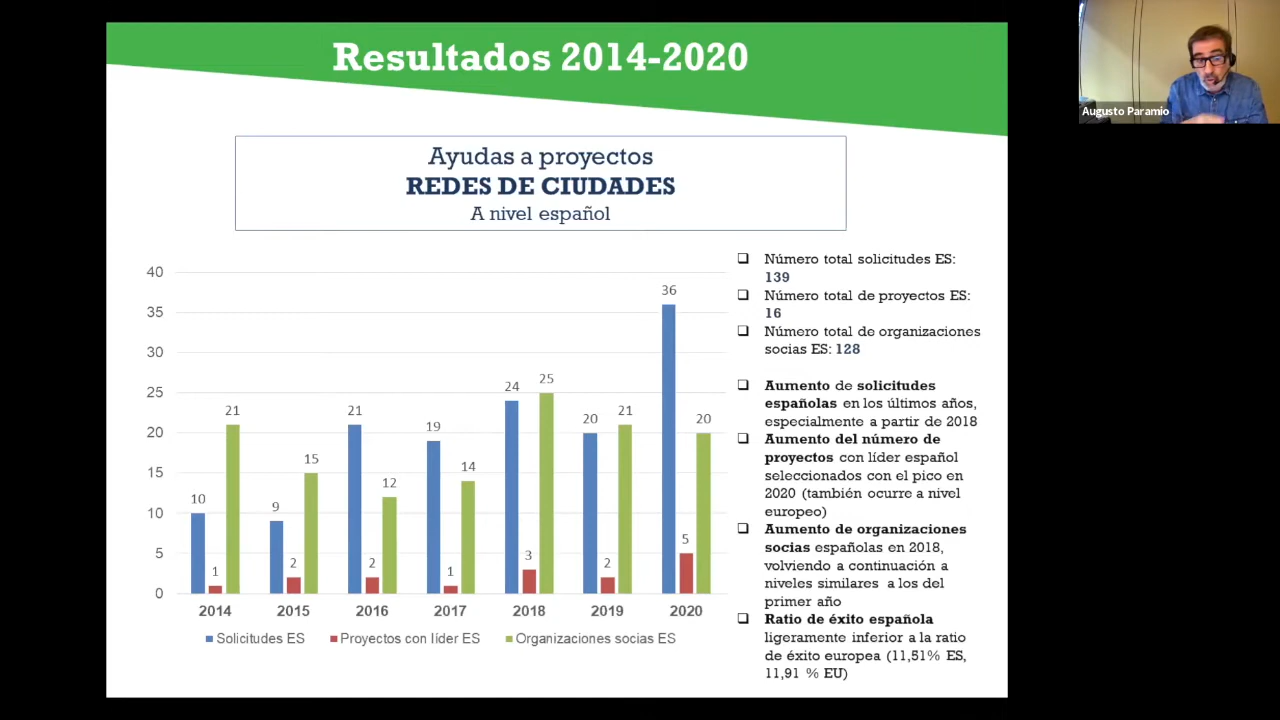 Resultados 2014-2020
Augusto Paramio
Ayudas a proyectos
REDES DE CIUDADES
A nivel español
40
35
30
25
20
15
10
5
0
10
1
21
9
2
15
21
2
12
19
1
14
24
3
25
20
2
21
36
5
20
2014
2015
2016
2017
2018
2019
2020
Solicitudes ES
Proyectos con líder ES
Organizaciones socias ES
Número total solicitudes ES:
139
Número total de proyectos ES:
16
Número total de organizaciones
socias ES: 128
Aumento de solicitudes
españolas en los últimos años,
especialmente a partir de 2018
Aumento del número de
proyectos con líder español
seleccionados con el pico en
2020 (también ocurre a nivel
europeo)
Aumento de organizaciones
socias españolas en 2018,
volviendo a continuación a
niveles similares a los del
primer año
Ratio de éxito española
ligeramente inferior a la ratio
de éxito europea (11,51% ES,
11,91 % EU)